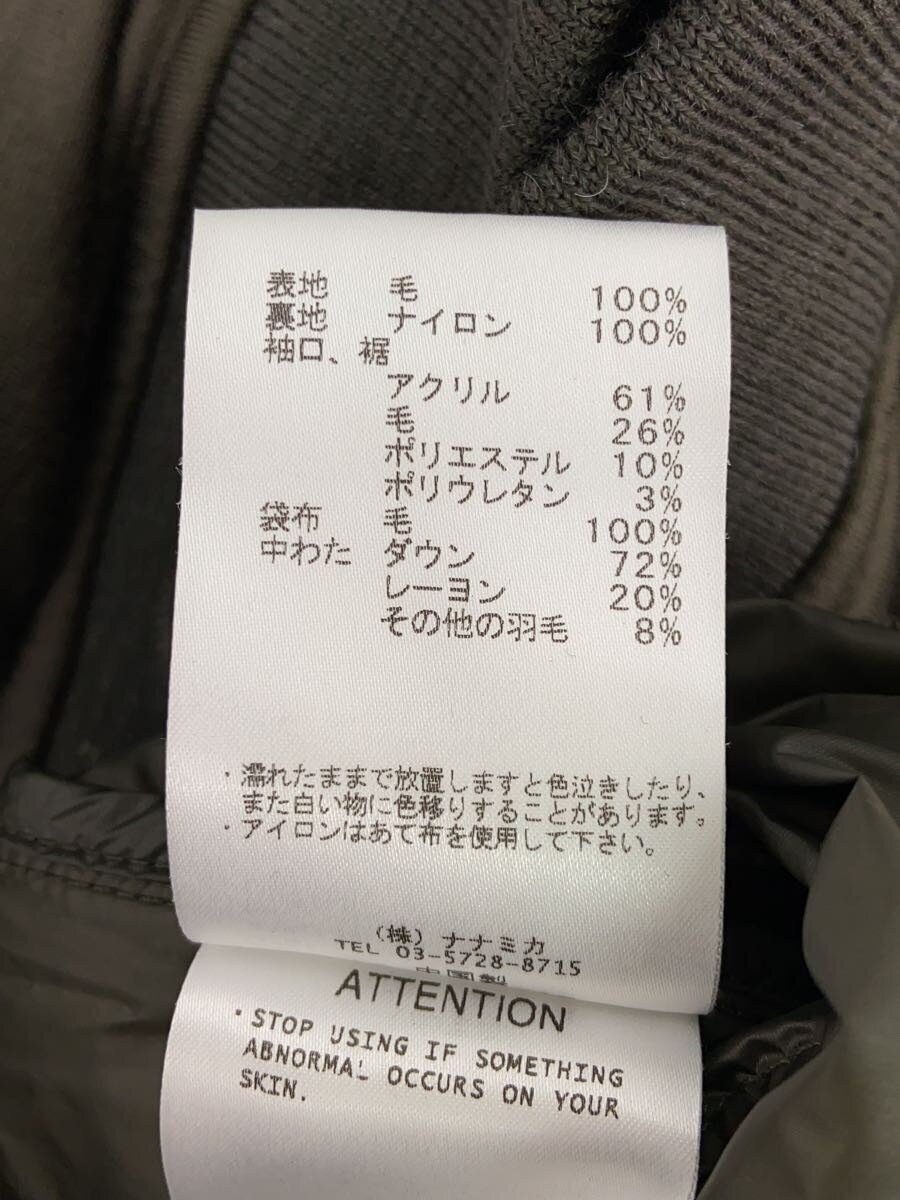 表地 毛 100%
裏地 ナイロン 100%
袖口、裾
アクリル 61%
毛 26%
ポリエステル 10%
ポリウレタン 3%
袋布 毛 100%
中わた ダウン 72%
レーヨン 20%
その他の羽毛 8%
・濡れたままで放置しますと色泣きしたり、
また白い物に色移りすることがあります。
・アイロンはあて布を使用して下さい。
(株) ナナミカ
TEL 03-5728-8715
中国製
ATTENTION
・STOP USING IF SOMETHING
ABNORMAL OCCURS ON YOUR
SKIN.